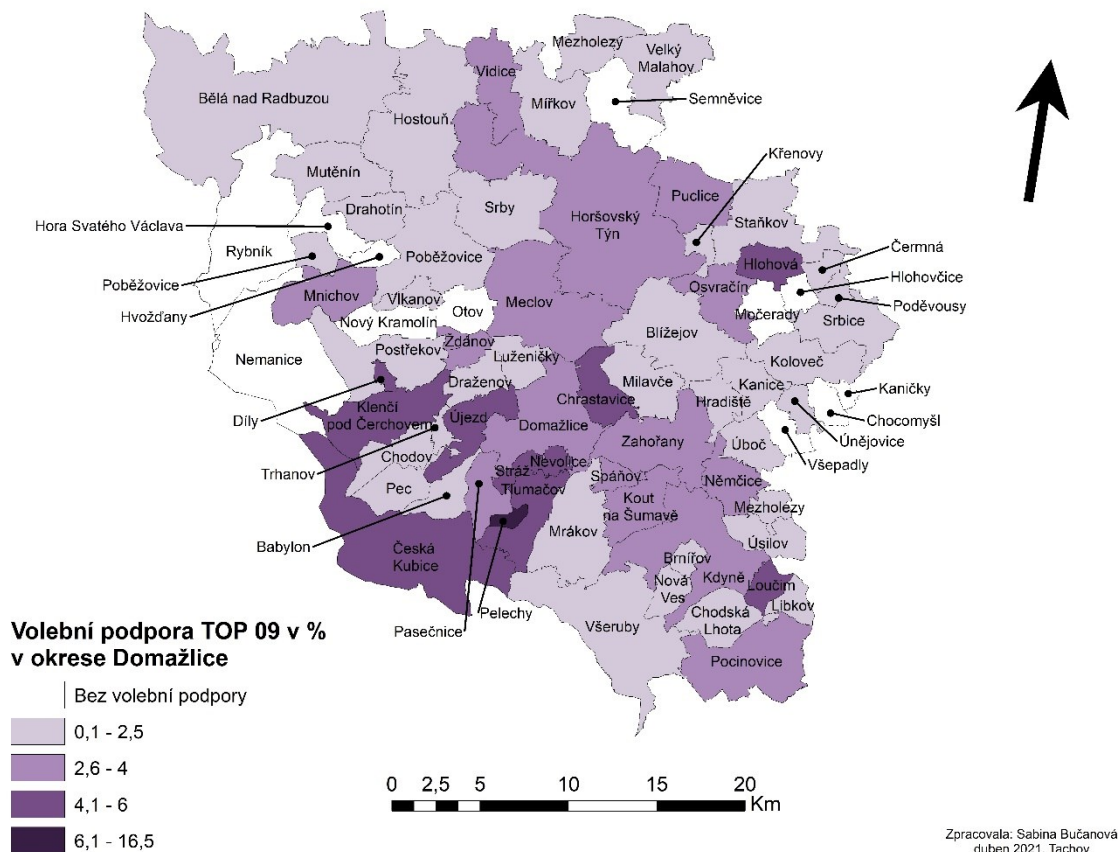 Mezholezy
Velký
Malahov
Vidice
Bělá nad Radbuzou
Mířkov
Semněvice
Hostouň
Křenovy
Mutěnín
Puclice
Drahotín
Srby
Horšovský
Týn
Staňkov
Hora Svatého Václava
Rybník
Čermná
Poběžovice
Hlohová
Hlohovčice
Poběžovice
Osvračín
Mnichov
Vlkanov
Meclov
Močerady
Poděvousy
Hvožďany
Otov
Srbice
Nový Kramolín
Blížejov
Ždánov
Nemanice
Postřekov
Luženičky
Koloveč
Draženov
Milavče
Kanice
Kaničky
Díly
Klenčí
pod Čerchovem
Chrastavice
Hradiště
Chocomyšl
Újezd
Domažlice
Únějovice
Zahořany
Úboč
Trhanov
Chodov
Všepadly
Nevolice
Stráž
Spáňov
Pec
Tlumačov
Němčice
Kout
na Šumavě
Mezholezy
Mrákov
Babylon
Úsilov
Česká
Kubice
Brnířov
Nová
Ves
Kdyně
Loučim
Pelechy
Libkov
Pasečnice
Všeruby
Chodská
Lhota
Pocinovice
Volební podpora TOP 09 v %
v okrese Domažlice
Bez volební podpory
0,1 - 2,5
2,6 - 4
4,1 - 6
6,1 - 16,5
0 2,5 5 10 15 20
Km
Zpracovala: Sabina Bučanová
duben 2021, Tachov